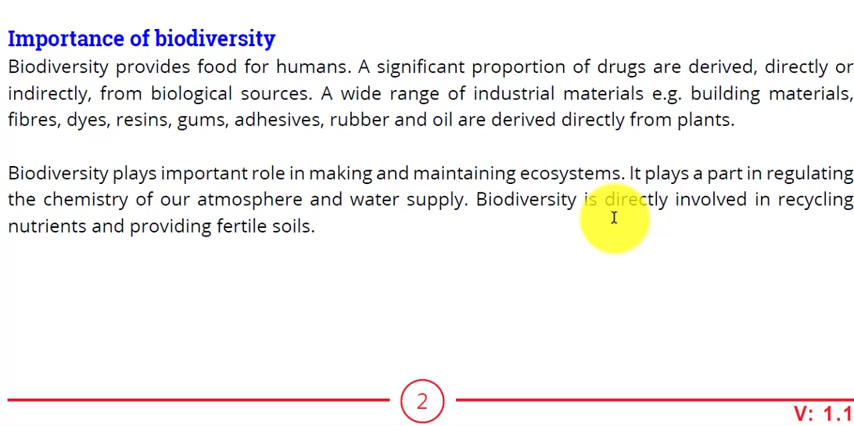 Importance of biodiversity
Biodiversity provides food for humans. A significant proportion of drugs are derived, directly or
indirectly, from biological sources. A wide range of industrial materials e.g. building materials,
fibres, dyes, resins, gums, adhesives, rubber and oil are derived directly from plants.
Biodiversity plays important role in making and maintaining ecosystems. It plays a part in regulating
the chemistry of our atmosphere and water supply. Biodiversity is directly involved in recycling
nutrients and providing fertile soils.
2
V: 1.1